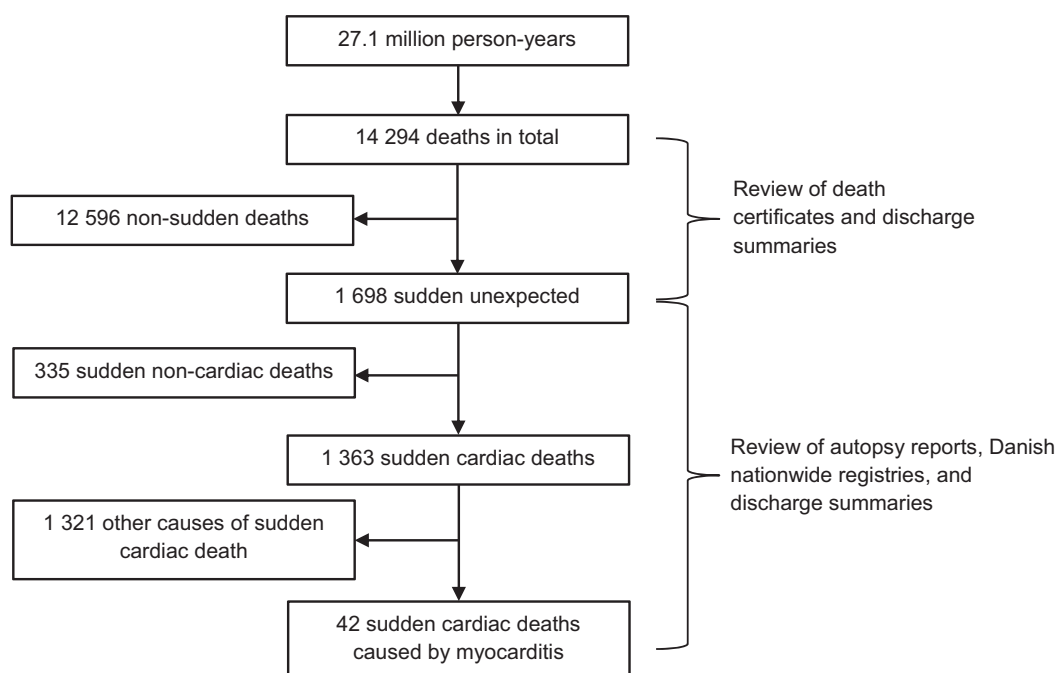 27.1 million person-years
14 294 deaths in total
12 596 non-sudden deaths
Review of death
certificates and discharge
summaries
1 698 sudden unexpected
335 sudden non-cardiac deaths
1 363 sudden cardiac deaths
Review of autopsy reports, Danish
nationwide registries, and
discharge summaries
1 321 other causes of sudden
cardiac death
42 sudden cardiac deaths
caused by myocarditis